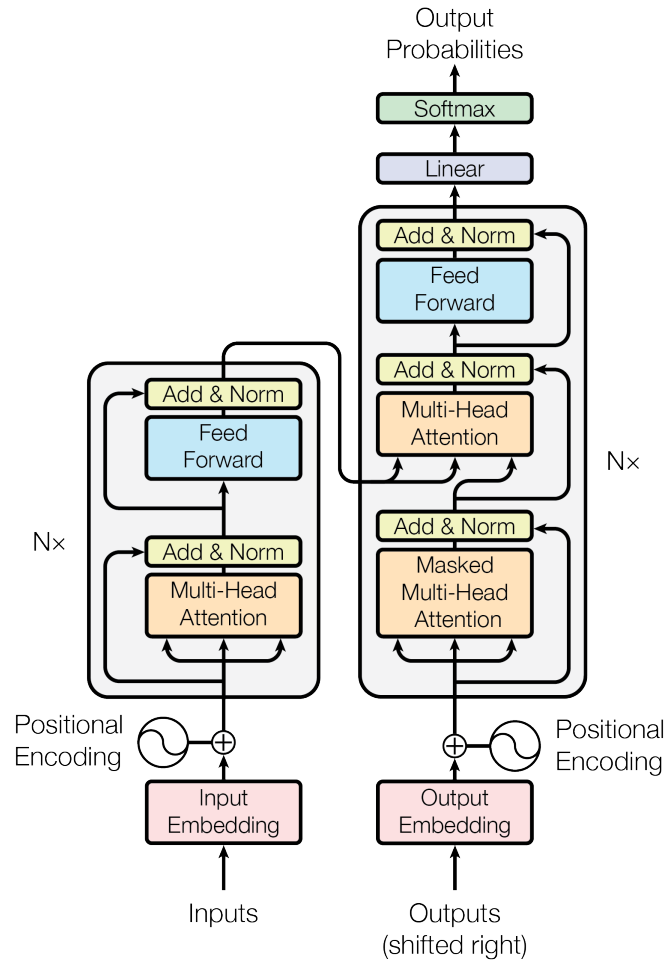 Output
Probabilities
Softmax
Linear
Add & Norm
Feed
Forward
Add & Norm
Multi-Head
Attention
Add & Norm
Masked
Multi-Head
Attention
Nx
Add & Norm
Feed
Forward
Add & Norm
Multi-Head
Attention
Nx
Positional
Encoding
Positional
Encoding
Input
Embedding
Output
Embedding
Inputs
Outputs
(shifted right)